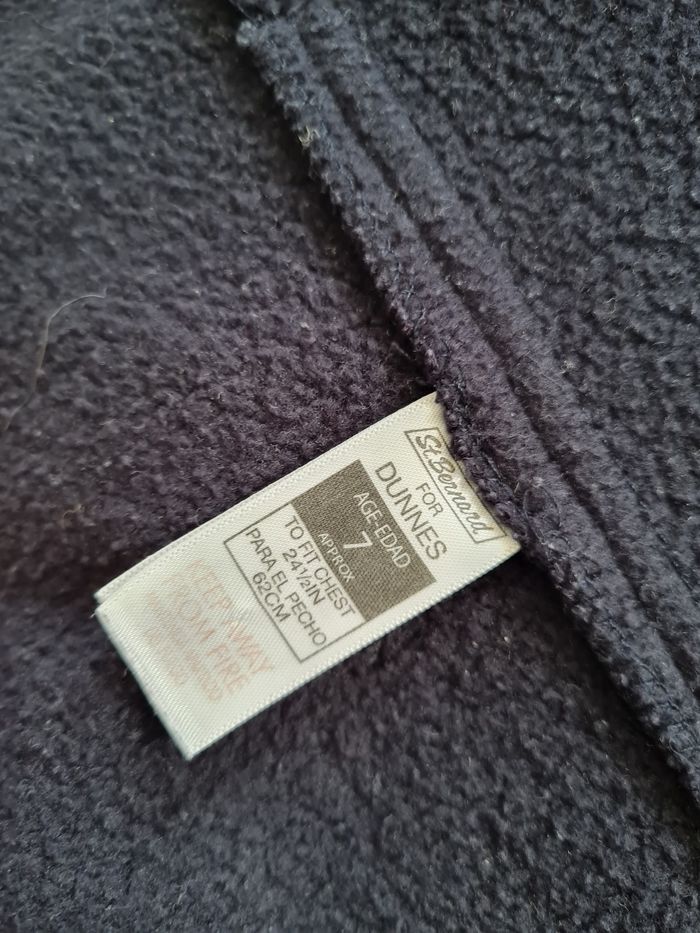 St. Bernard
FOR
DUNNES
AGE-EDAD
7
APPROX
TO FIT CHEST
24½IN
PARA EL PECHO
62CM
KEEP AWAY
FROM FIRE